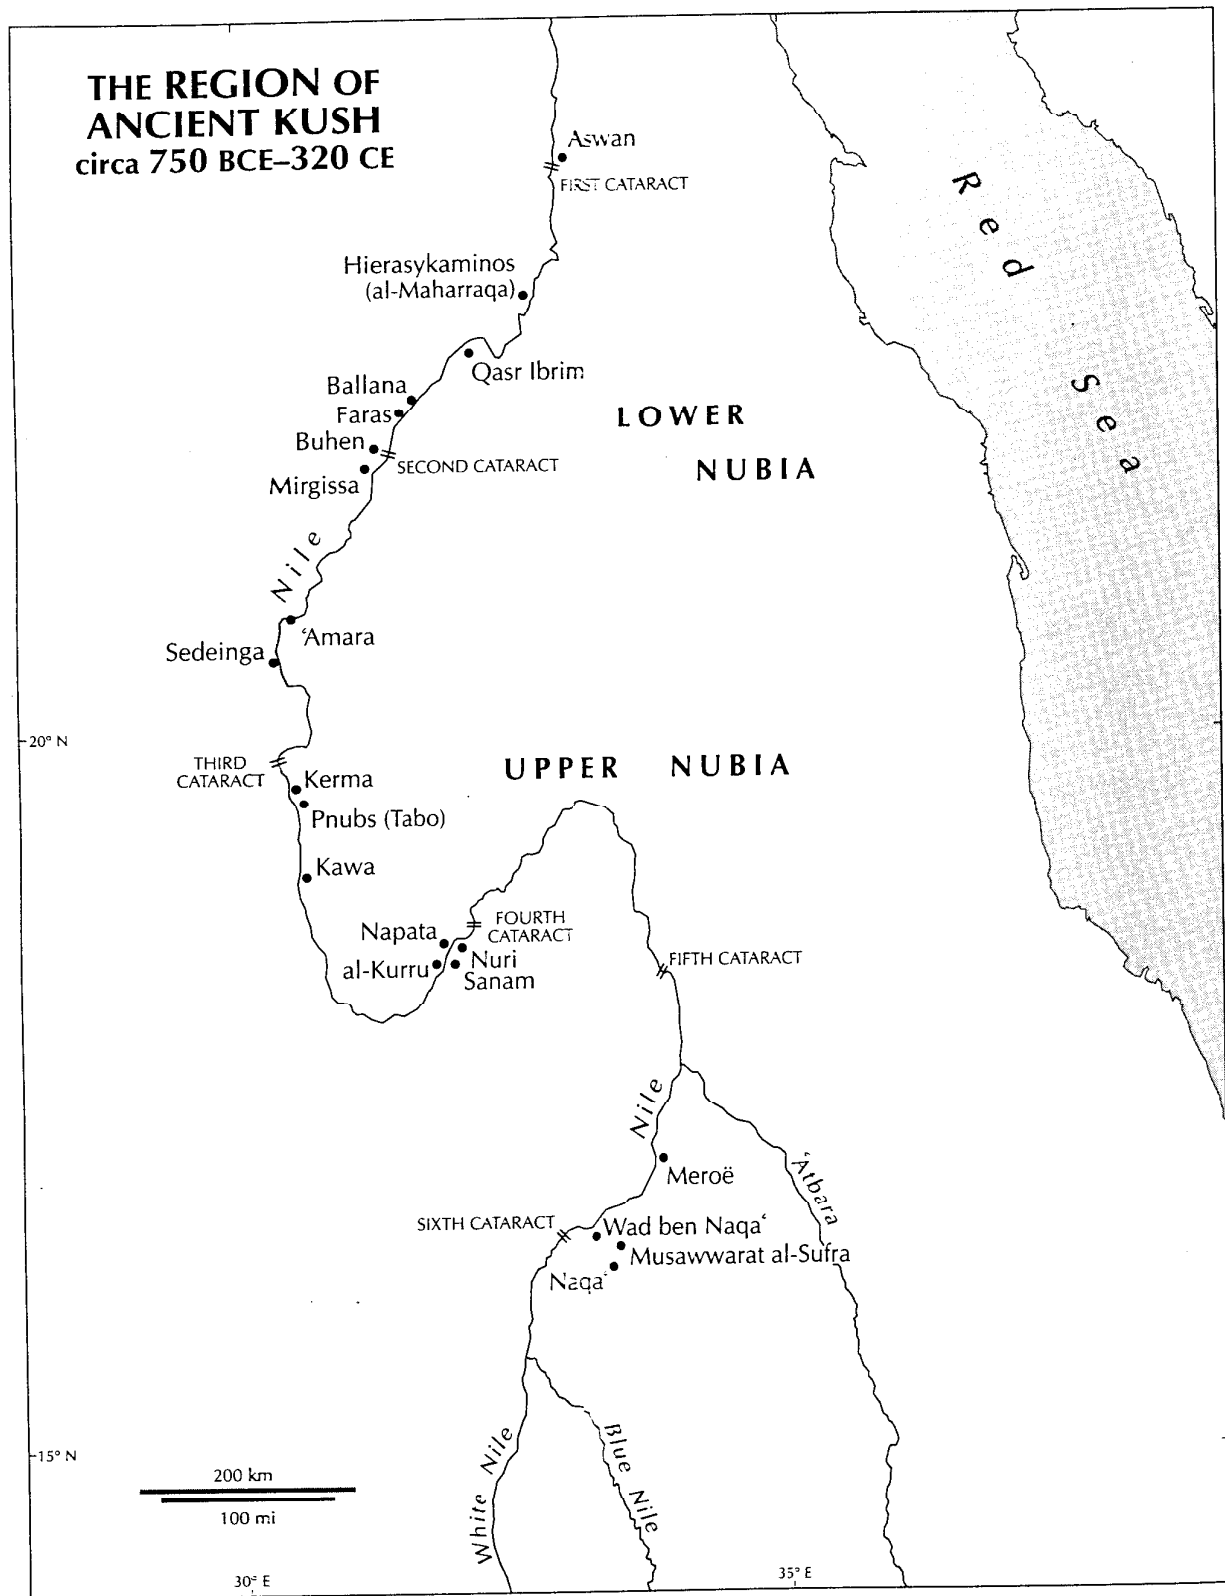 THE REGION OF
ANCIENT KUSH
circa 750 BCE–320 CE
Aswan
FIRST CATARACT
Red Sea
Hierasykaminos
(al-Maharraqa)
Qasr Ibrim
Ballana
Faras
Buhen
SECOND CATARACT
Mirgissa
LOWER
NUBIA
Nile
‘Amara
Sedeinga
20° N
THIRD
CATARACT
Kerma
Pnubs (Tabo)
UPPER NUBIA
Kawa
Napata
FOURTH
CATARACT
al-Kurru
Nuri
Sanam
FIFTH CATARACT
Nile
Meroë
‘Atbara
SIXTH CATARACT
Wad ben Naqa‘
Musawwarat al-Sufra
Naqa‘
White Nile
Blue Nile
15° N
200 km
100 mi
30° E
35° E